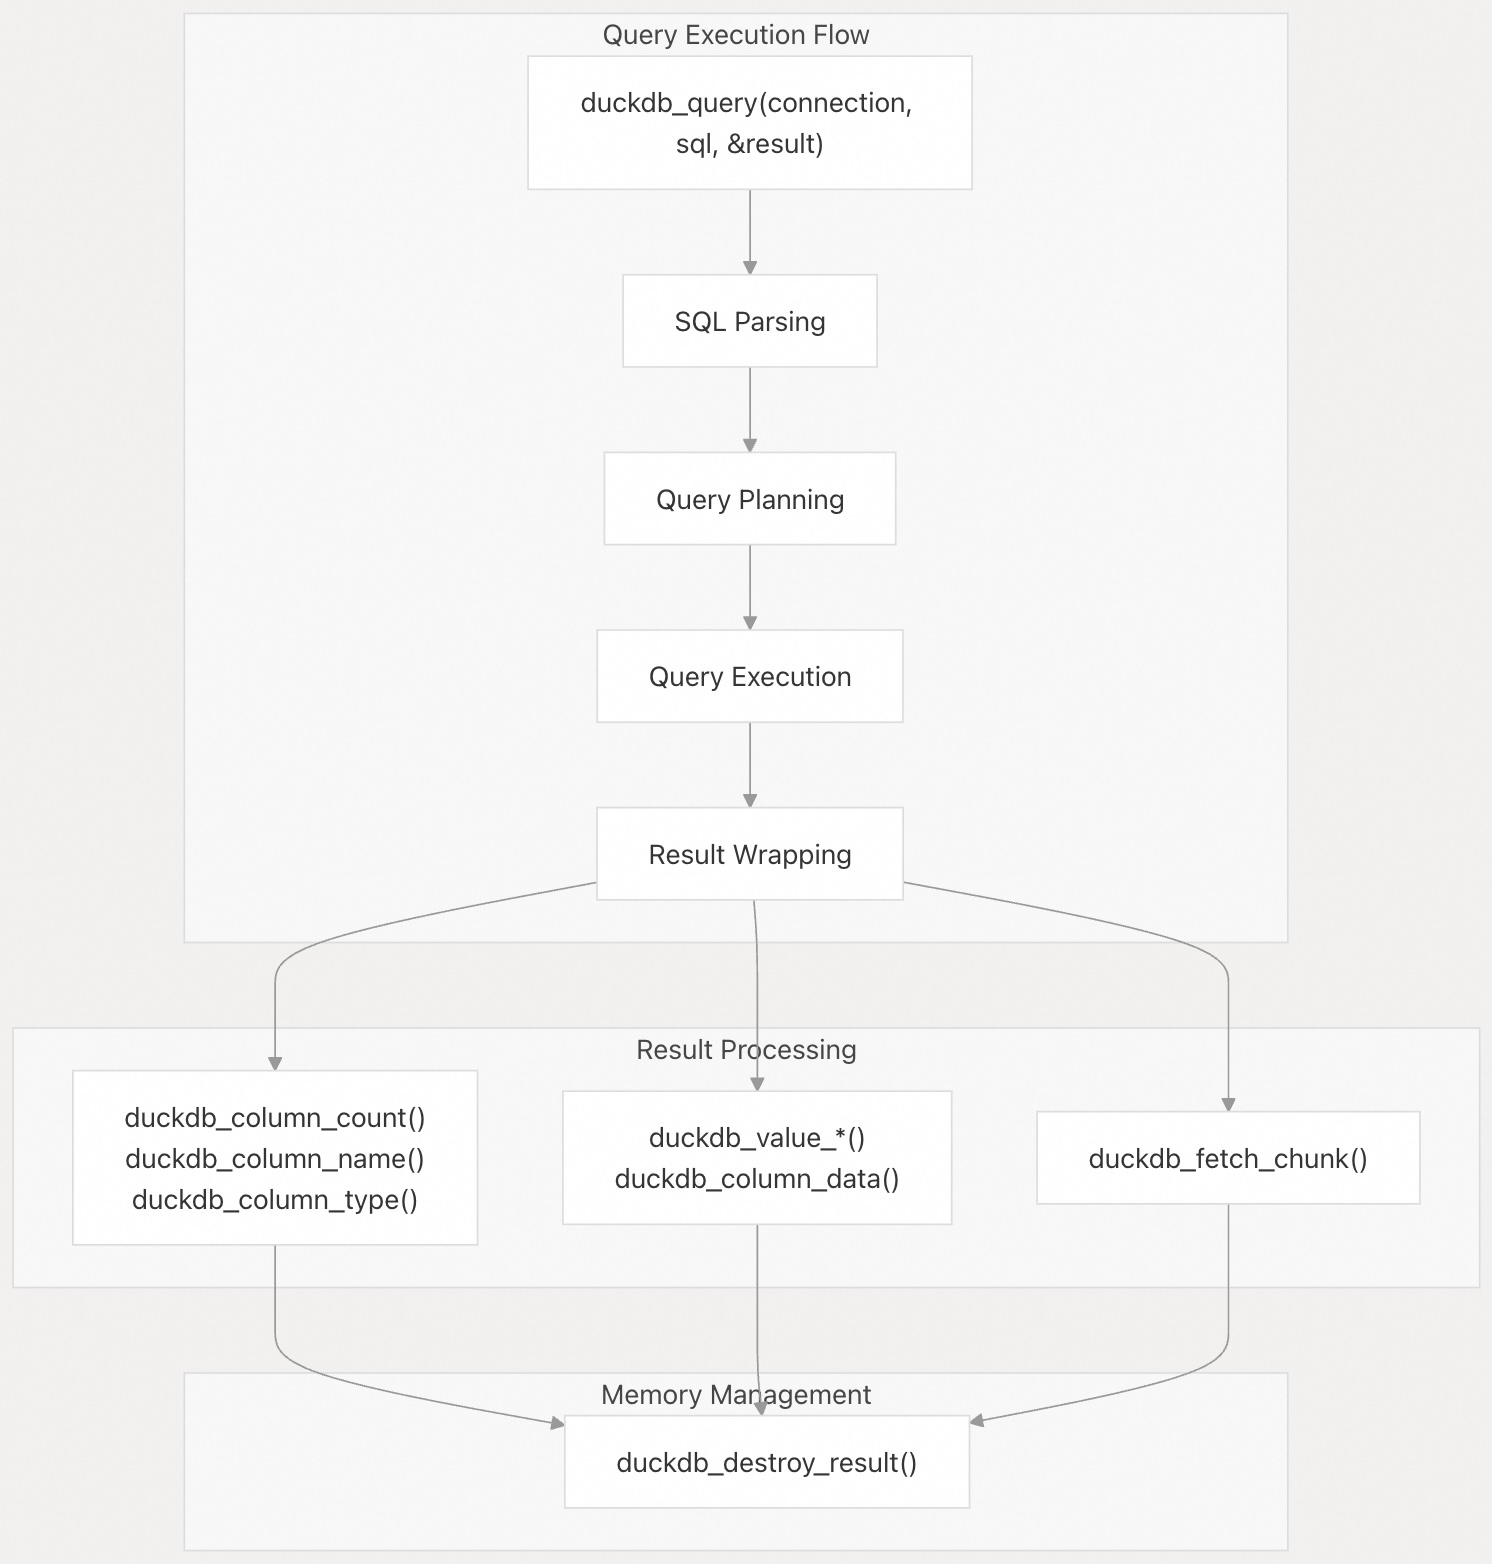 Query Execution Flow
duckdb_query(connection,
sql, &result)
SQL Parsing
Query Planning
Query Execution
Result Wrapping
Result Processing
duckdb_column_count()
duckdb_column_name()
duckdb_column_type()
duckdb_value_*()
duckdb_column_data()
duckdb_fetch_chunk()
Memory Management
duckdb_destroy_result()